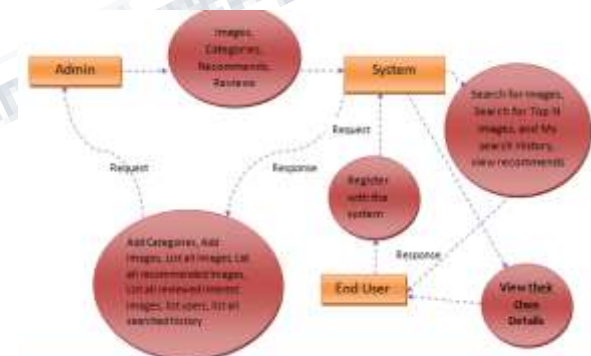 Images,
Categories,
Recommends,
Reviews
Admin
System
Search for images,
Search for Top N
images, and My
search History,
view recommends
Request
Request
Response
Register
with the
system
Response
Add Categories, Add
images, List all images, List
all recommended images,
List all reviewed interest
images, list users, list all
searched history
End User
View
Own
Details